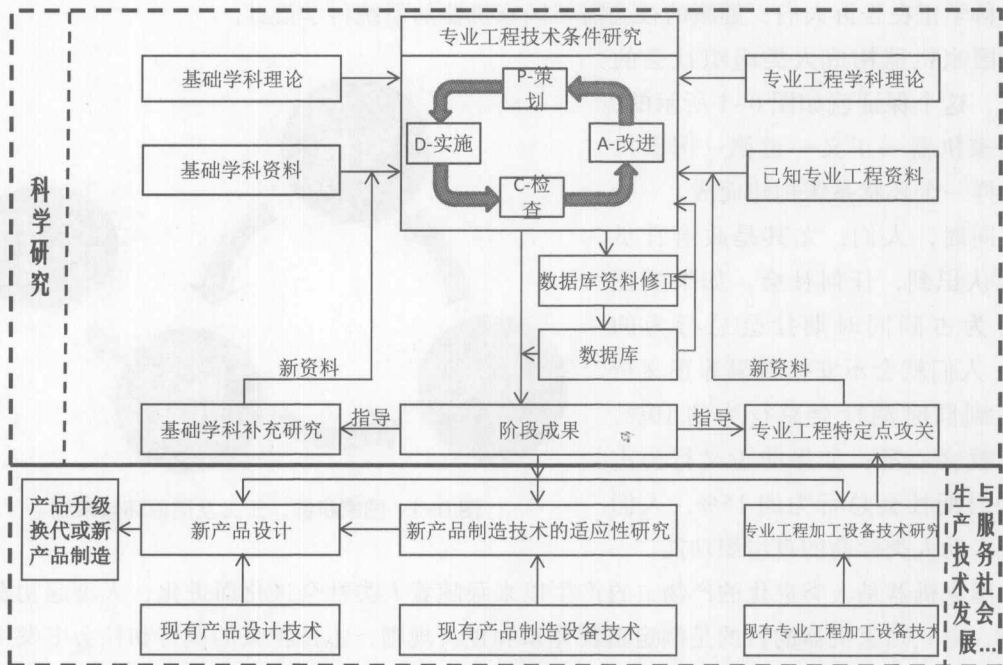 专业工程技术条件研究
基础学科理论
P-策
划
专业工程学科理论
D-实施
A-改进
基础学科资料
C-检
查
已知专业工程资料
科学研究
数据库资料修正
数据库
新资料
新资料
基础学科补充研究
指导
阶段成果
指导
专业工程特定点攻关
产品升级
换代或新
产品制造
新产品设计
新产品制造技术的适应性研究
专业工程加工设备技术研究
与服务社会…
生产技术发展
现有产品设计技术
现有产品制造设备技术
现有专业工程加工设备技术